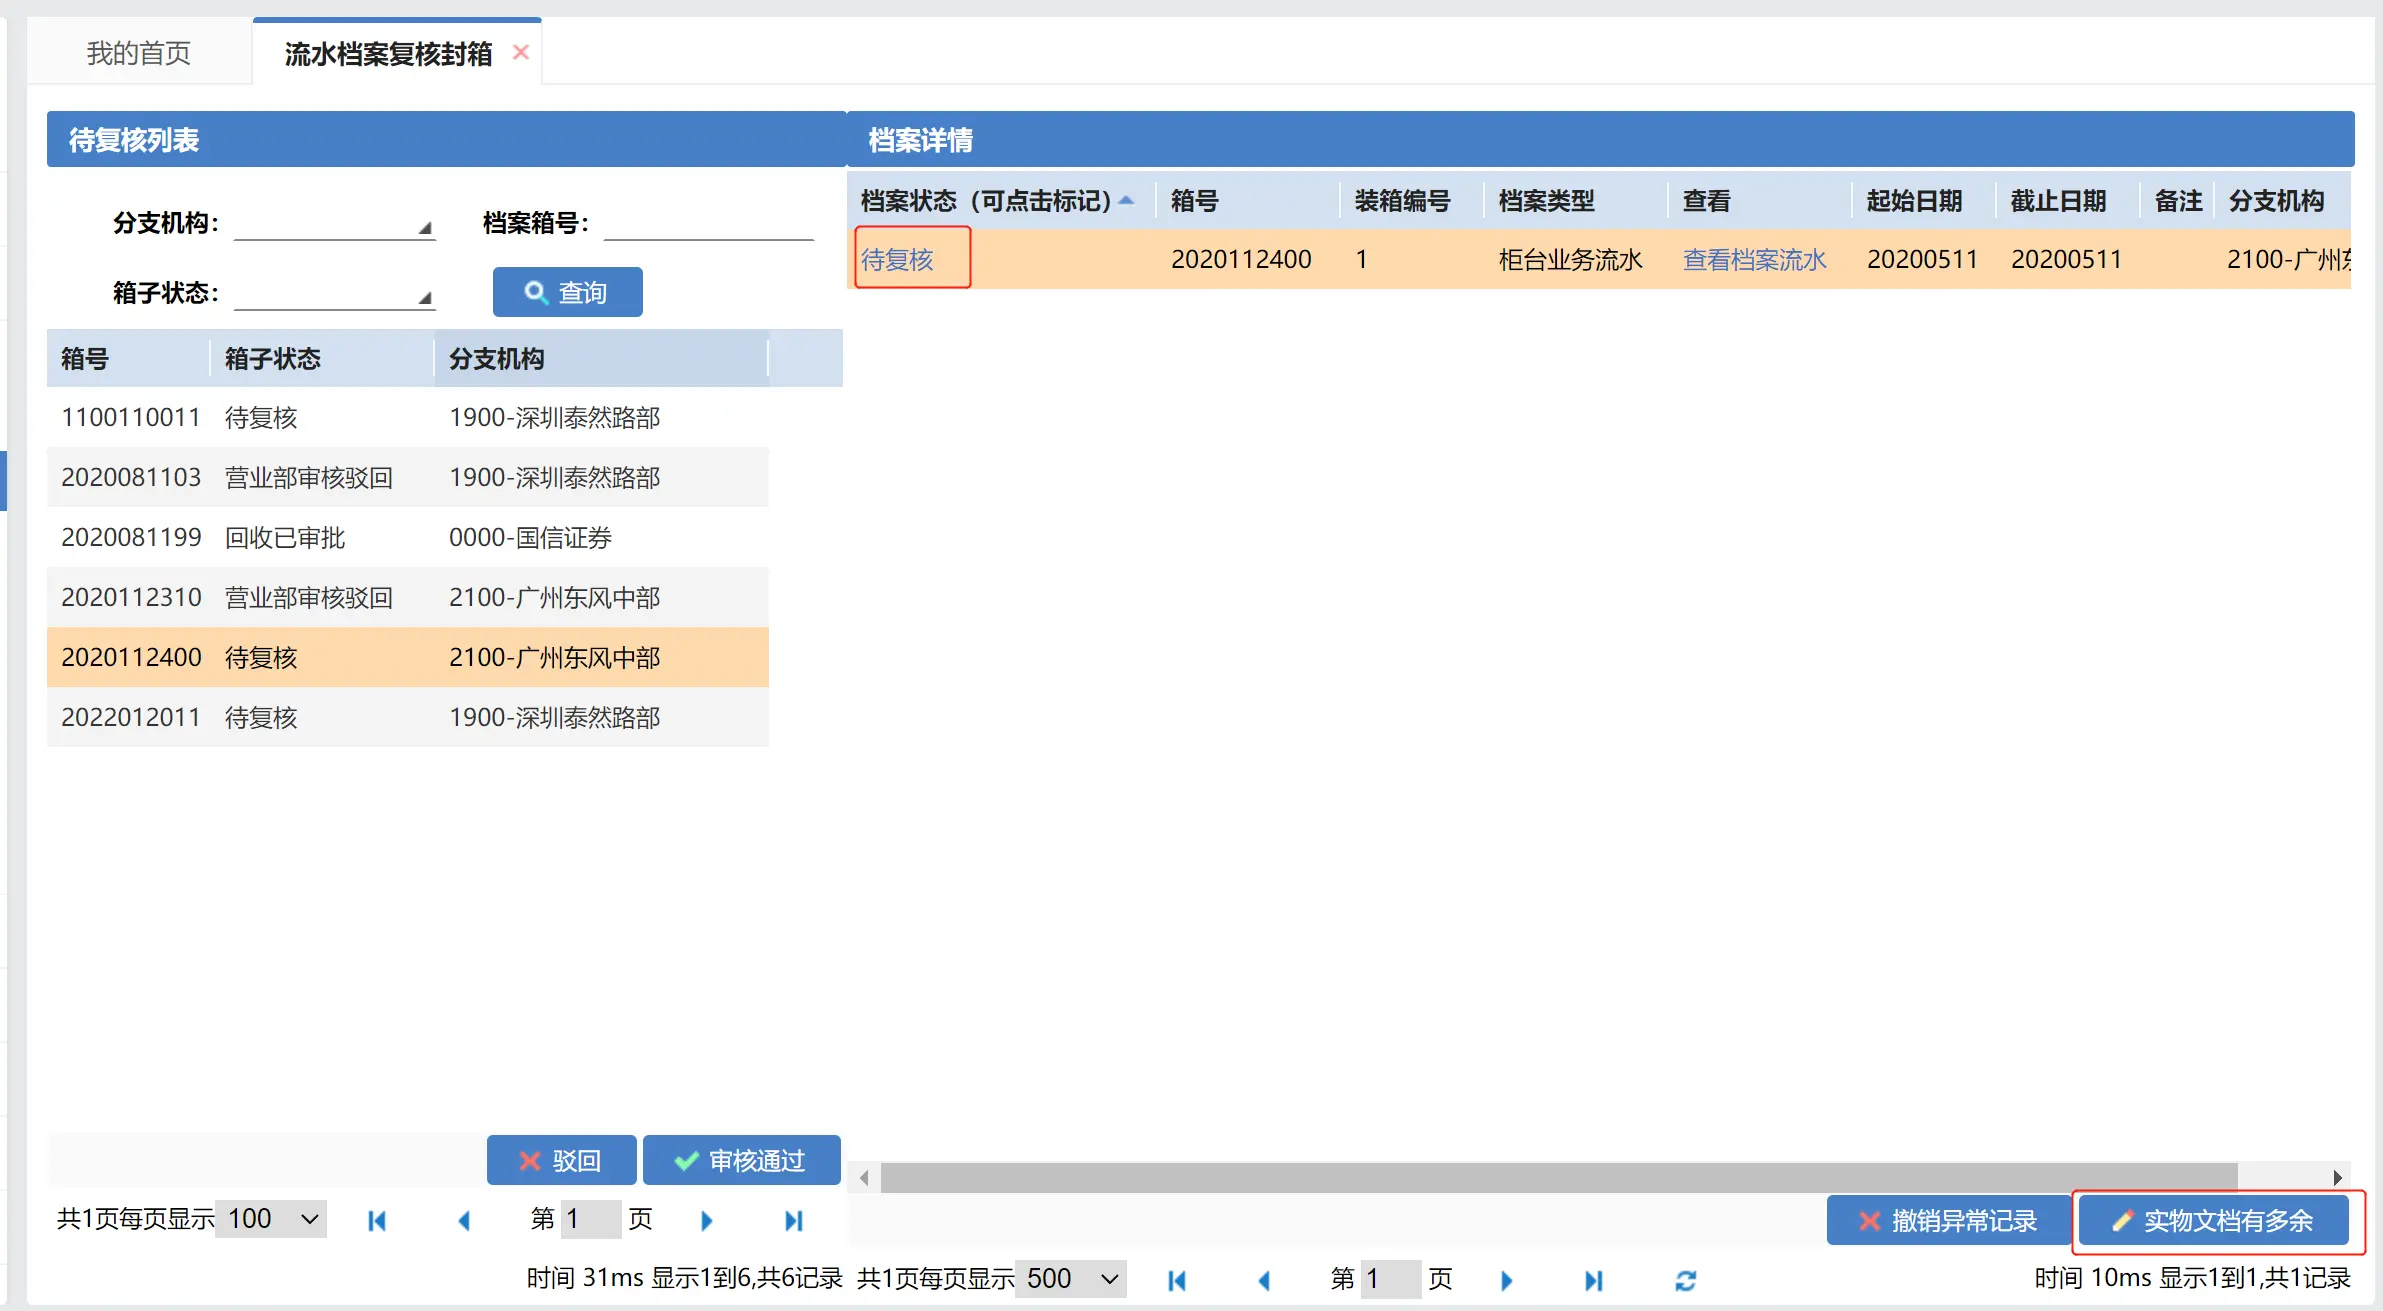 我的首页
流水档案复核封箱
待复核列表
分支机构：
档案箱号：
箱子状态：
查询
箱号 箱子状态 分支机构
1100110011 待复核 1900-深圳泰然路部
2020081103 营业部审核驳回 1900-深圳泰然路部
2020081199 回收已审批 0000-国信证券
2020112310 营业部审核驳回 2100-广州东风中部
2020112400 待复核 2100-广州东风中部
2022012011 待复核 1900-深圳泰然路部
驳回 审核通过
共1页每页显示 100 第 1 页
时间 31ms 显示1到6,共6记录
档案详情
档案状态（可点击标记） 箱号 装箱编号 档案类型 查看 起始日期 截止日期 备注 分支机构
待复核 2020112400 1 柜台业务流水 查看档案流水 20200511 20200511 2100-广州
撤销异常记录 实物文档有多余
共1页每页显示 500 第 1 页
时间 10ms 显示1到1,共1记录